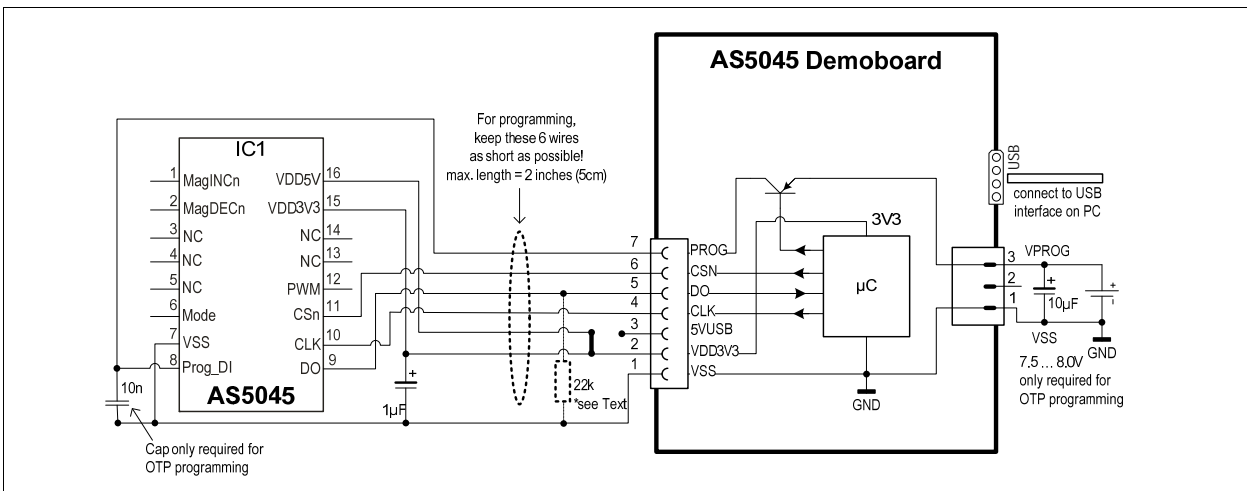 AS5045 Demoboard
For programming,
keep these 6 wires
as short as possible!
max. length = 2 inches (5cm)
IC1
1 MagINCn
2 MagDECn
3 NC
4 NC
5 NC
6 Mode
7 VSS
8 Prog_DI
VDD5V 16
VDD3V3 15
NC 14
NC 13
PWM 12
CSn 11
CLK 10
DO 9
AS5045
10n
Cap only required for
OTP programming
1µF
+
22k
*see Text
7 PROG
6 CSN
5 DO
4 CLK
3 5VUSB
2 VDD3V3
1 VSS
3V3
µC
GND
USB
connect to USB
interface on PC
3 VPROG
2
1
+
10µF
+
-
VSS
GND
7.5 ... 8.0V
only required for
OTP programming